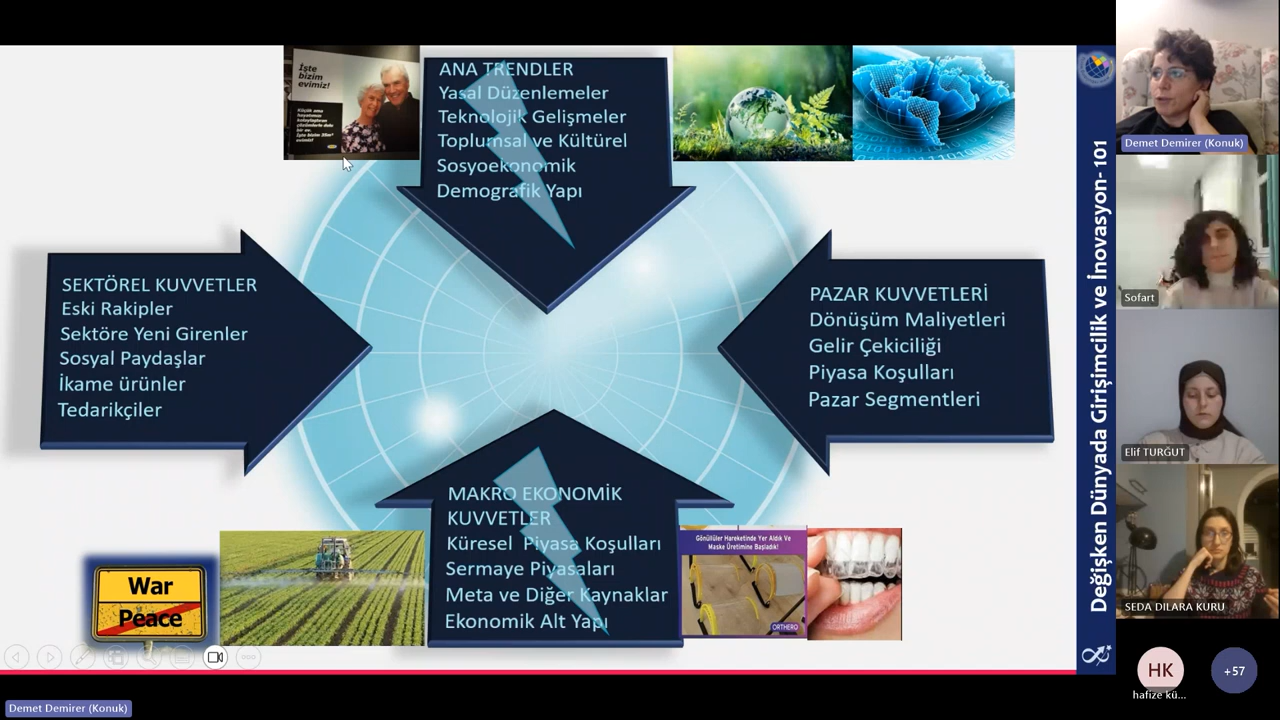 İşte
bizim
evimiz!
ANA TRENDLER
Yasal Düzenlemeler
Teknolojik Gelişmeler
Toplumsal ve Kültürel
Sosyoekonomik
Demografik Yapı
SEKTÖREL KUVVETLER
Eski Rakipler
Sektöre Yeni Girenler
Sosyal Paydaşlar
İkame ürünler
Tedarikçiler
PAZAR KUVVETLERİ
Dönüşüm Maliyetleri
Gelir Çekiciliği
Piyasa Koşulları
Pazar Segmentleri
MAKRO EKONOMİK
KUVVETLER
Küresel Piyasa Koşulları
Sermaye Piyasaları
Meta ve Diğer Kaynaklar
Ekonomik Alt Yapı
War
Peace
Gönüllüler Hareketinde Yer Aldık Ve
Maske Üretimine Başladık!
ORTHERO
Değişken Dünyada Girişimcilik ve İnovasyon- 101
Demet Demirer (Konuk)
Sofart
Elif TURĞUT
SEDA DILARA KURU
HK
hafize kü...
+57
Demet Demirer (Konuk)